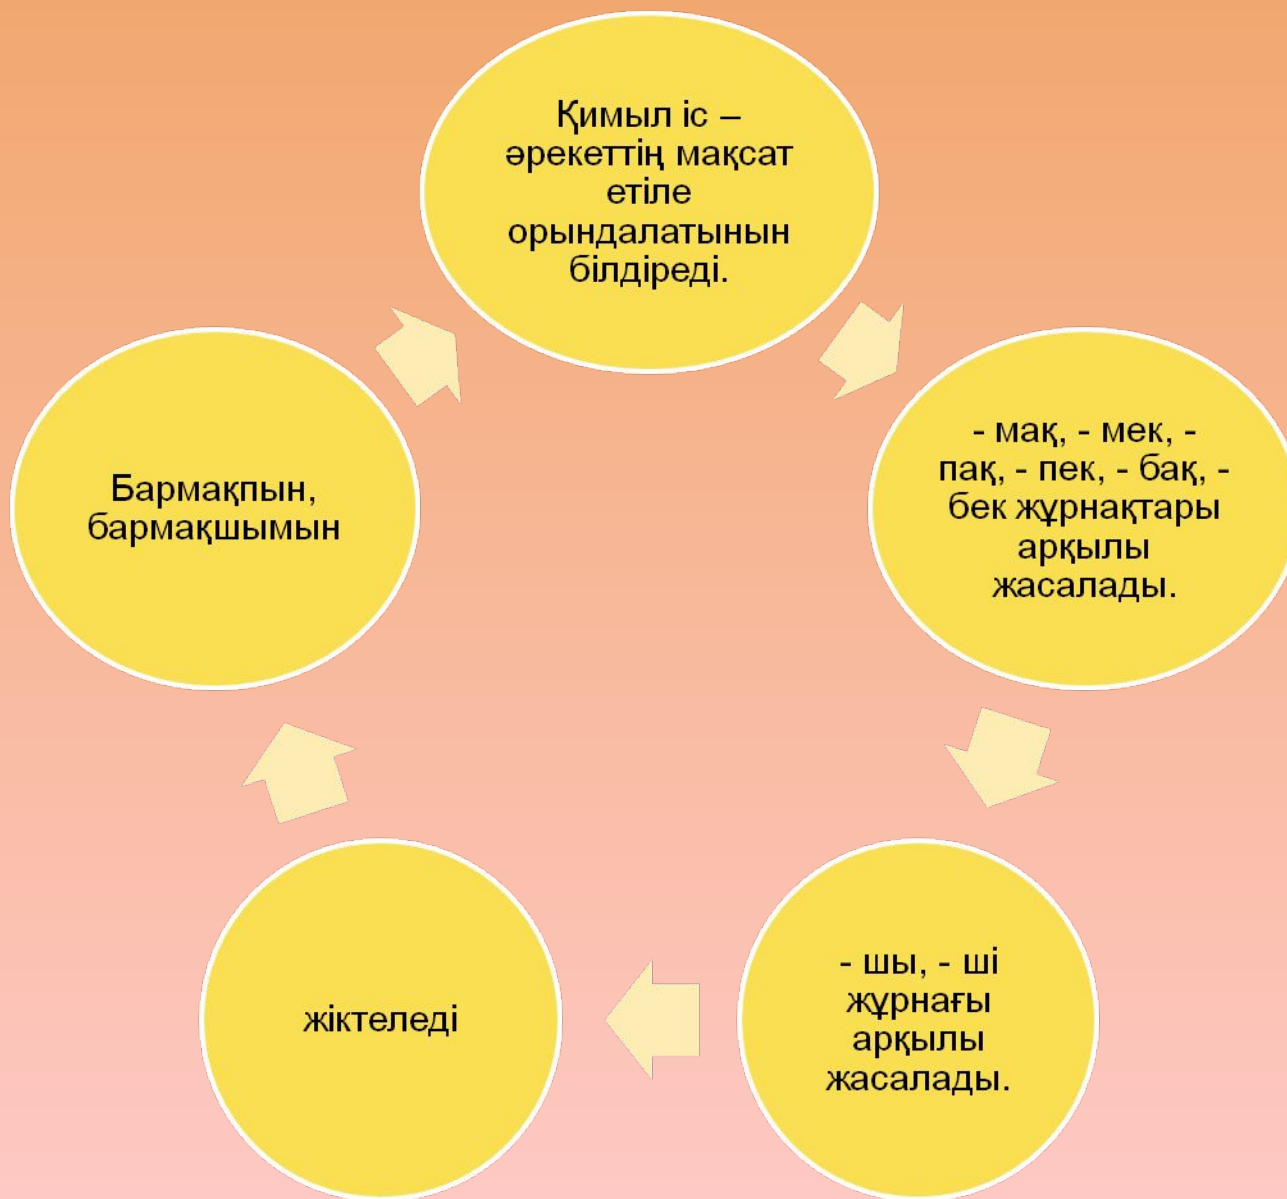 Қимыл іс –
әрекеттің мақсат
етіле
орындалатынын
білдіреді.
- мақ, - мек, -
пақ, - пек, - бақ, -
бек жұрнақтары
арқылы
жасалады.
- шы, - ші
жұрнағы
арқылы
жасалады.
жіктеледі
Бармақпын,
бармақшымын